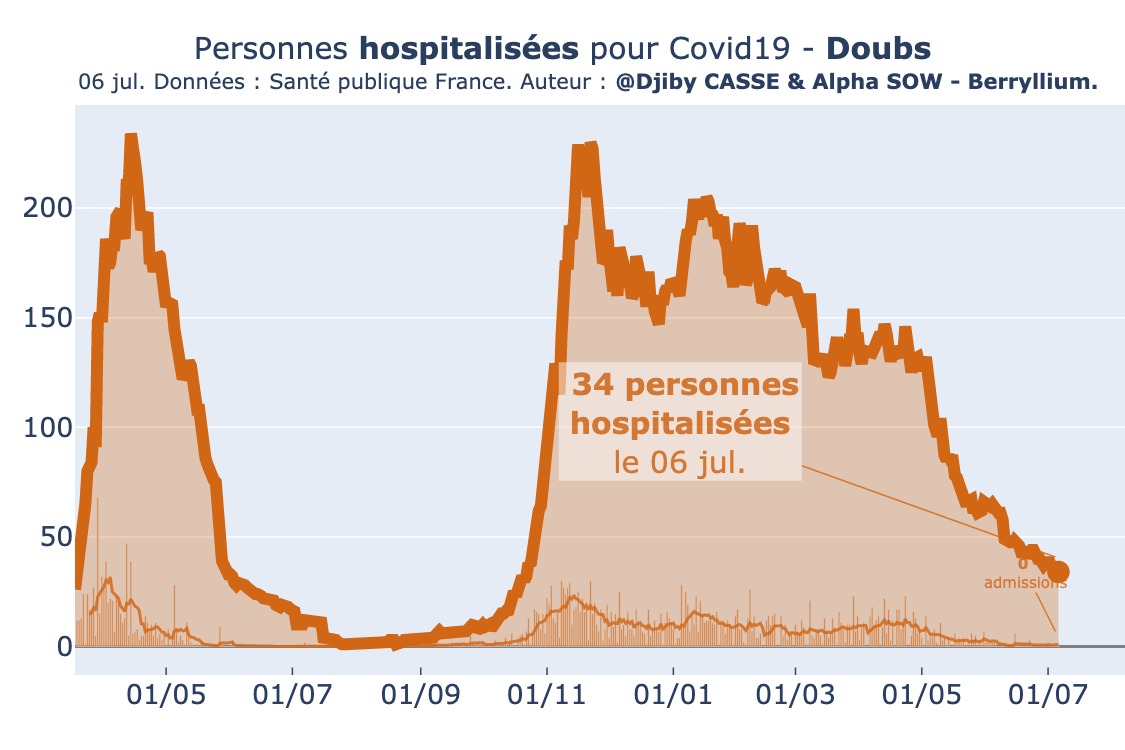 Personnes hospitalisées pour Covid19 - Doubs
06 jul. Données : Santé publique France. Auteur : @Djiby CASSE & Alpha SOW - Berryllium.
200
150
100
50
0
34 personnes
hospitalisées
le 06 jul.
0
admissions
01/05 01/07 01/09 01/11 01/01 01/03 01/05 01/07